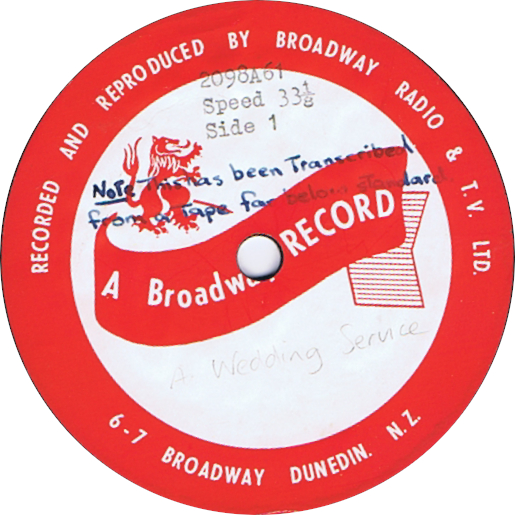 RECORDED AND REPRODUCED BY BROADWAY RADIO & T.V. LTD.
2098A61
Speed 33⅓
Side 1
Note This has been Transcribed
from a Tape far below standard.
A Broadway RECORD
A Wedding Service
6-7 BROADWAY DUNEDIN. N.Z.